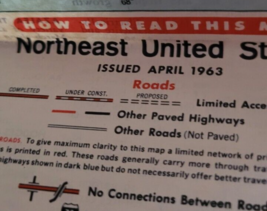 HOW TO READ THIS M
Northeast United St
ISSUED APRIL 1963
Roads
COMPLETED UNDER CONST. PROPOSED Limited Acce
Other Paved Highways
Other Roads (Not Paved)
ROADS. To give maximum clarity to this map a limited network of pr
s is printed in red. These roads generally carry more through tra
highways shown in dark blue but do not necessarily offer better travel
No Connections Between Road